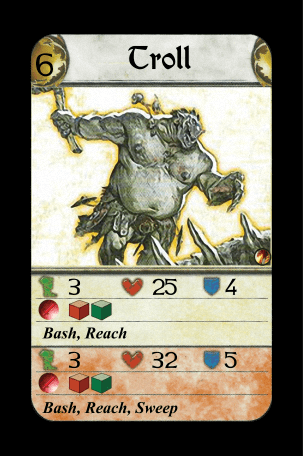 6
Troll
3 25 4
Bash, Reach
3 32 5
Bash, Reach, Sweep